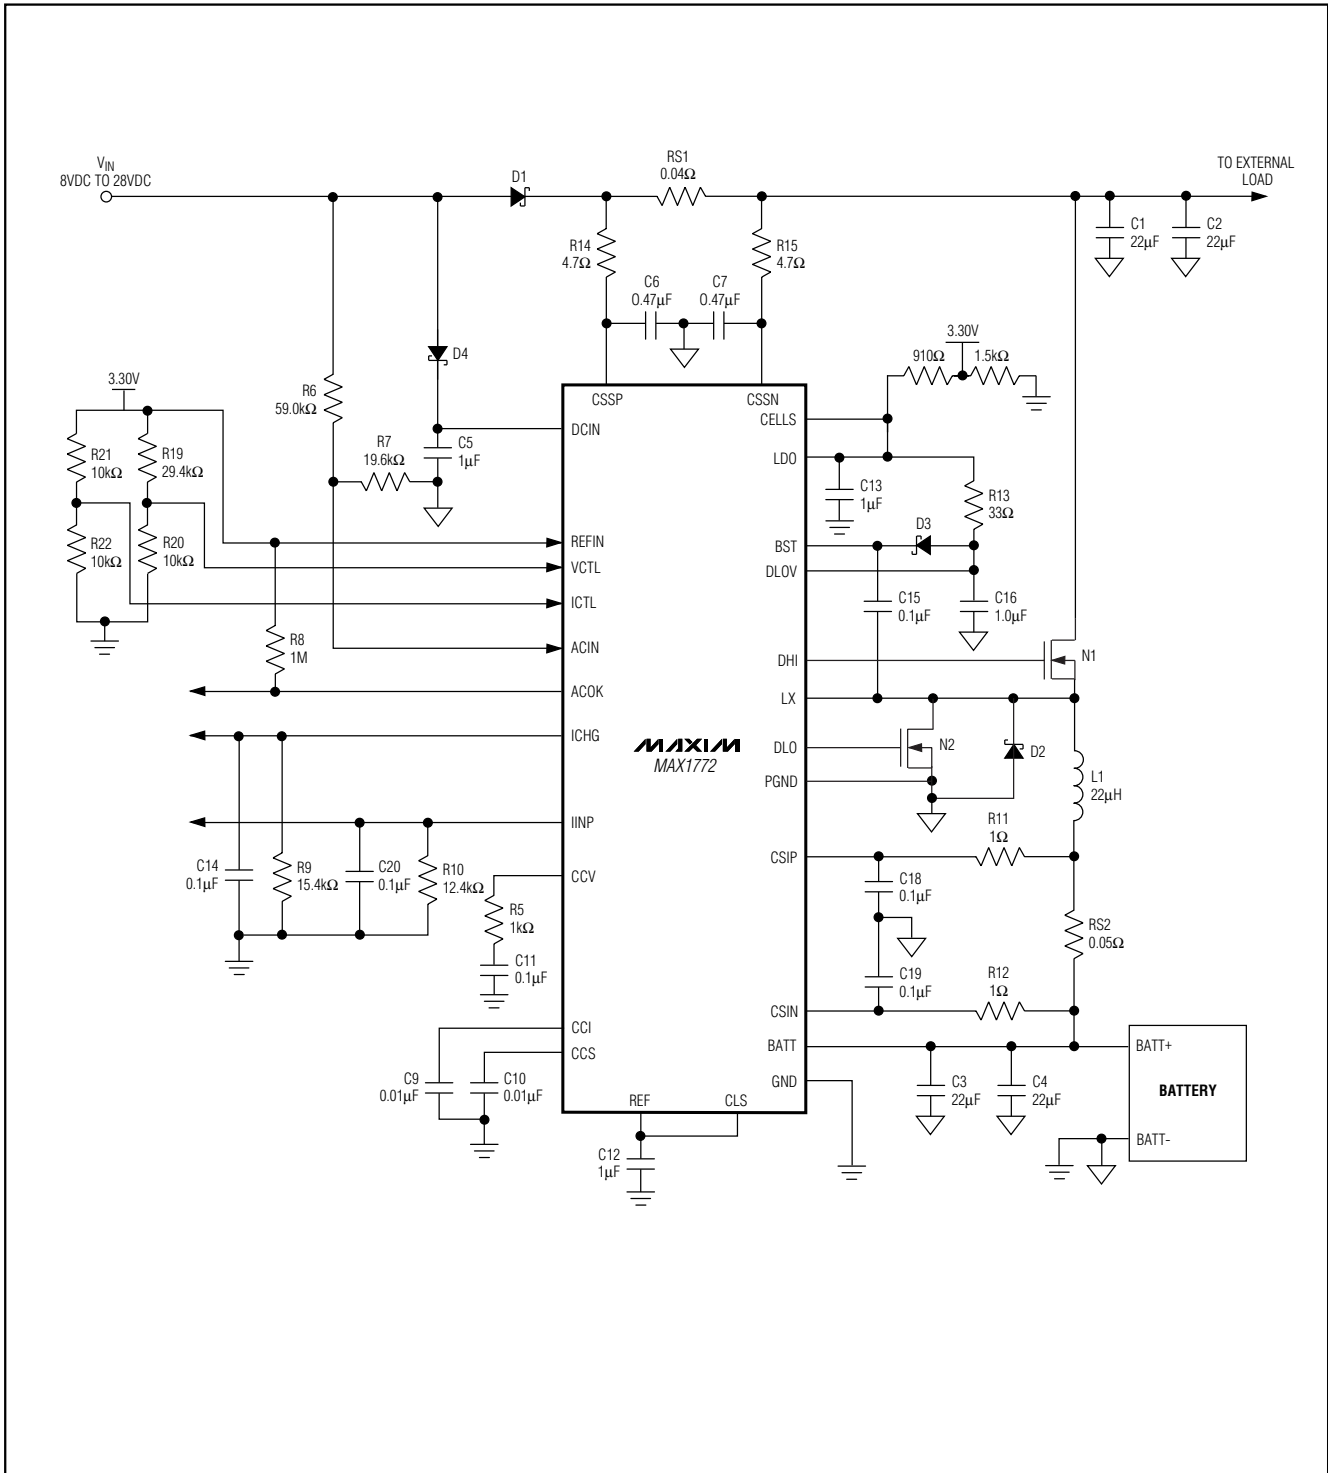 VIN
8VDC TO 28VDC
D1
RS1
0.04Ω
TO EXTERNAL
LOAD
R14
4.7Ω
R15
4.7Ω
C1
22µF
C2
22µF
C6
0.47µF
C7
0.47µF
D4
3.30V
910Ω
1.5kΩ
3.30V
R6
59.0kΩ
R21
10kΩ
R19
29.4kΩ
R7
19.6kΩ
C5
1µF
R22
10kΩ
R20
10kΩ
R8
1M
CSSP
CSSN
DCIN
CELLS
LDO
C13
1µF
R13
33Ω
D3
REFIN
BST
VCTL
DLOV
ICTL
C15
0.1µF
C16
1.0µF
ACIN
DHI
N1
ACOK
LX
ICHG
MAXIM
MAX1772
DLO
N2
D2
PGND
L1
22µH
IINP
R11
1Ω
CSIP
C14
0.1µF
R9
15.4kΩ
C20
0.1µF
R10
12.4kΩ
CCV
R5
1kΩ
C11
0.1µF
C18
0.1µF
RS2
0.05Ω
C19
0.1µF
R12
1Ω
CSIN
CCI
CCS
BATT
BATT+
GND
C9
0.01µF
C10
0.01µF
REF
CLS
C3
22µF
C4
22µF
BATTERY
BATT-
C12
1µF